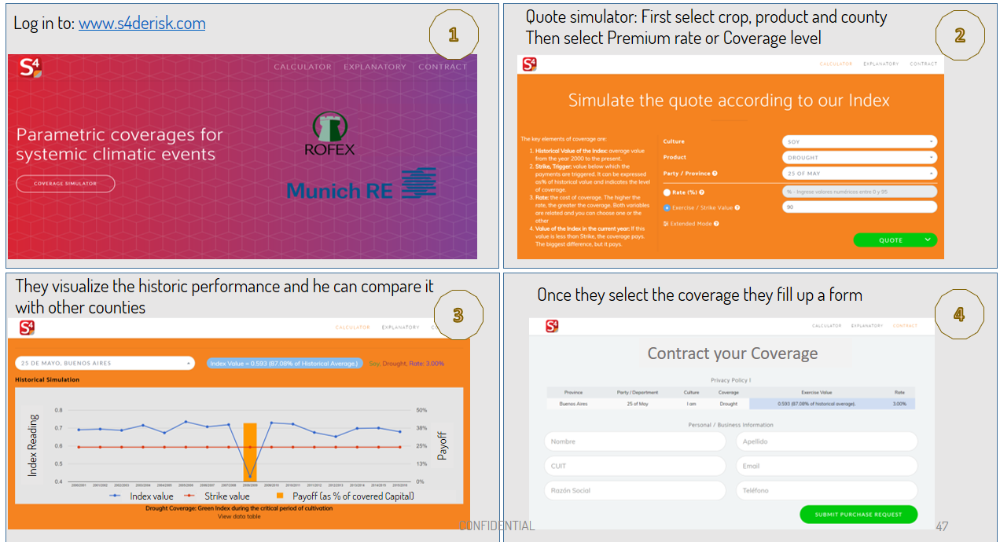 Log in to: www.s4derisk.com
1
S4
CALCULATOR EXPLANATORY CONTRACT
Parametric coverages for
systemic climatic events
COVERAGE SIMULATOR
ROFEX
Munich RE
Quote simulator: First select crop, product and county
Then select Premium rate or Coverage level
2
S4
CALCULATOR EXPLANATORY CONTRACT
Simulate the quote according to our Index
The key elements of coverage are:
1. Historical Value of the Index: average value
from the year 2000 to the present.
2. Strike, Trigger: value below which the
payments are triggered. It can be expressed
as% of historical value and indicates the level
of coverage.
3. Rate: the cost of coverage. The higher the
rate, the greater the coverage. Both variables
are related and you can choose one or the
other
4. Value of the Index in the current year: If this
value is less than Strike, the coverage pays.
The biggest difference, but it pays.
Culture SOY
Product DROUGHT
Party / Province ? 25 OF MAY
Rate (%) ? % - Ingrese valores numéricos entre 0 y 95
Exercise / Strike Value ? 90
Extended Mode ?
QUOTE
They visualize the historic performance and he can compare it
with other counties
3
S4
CALCULATOR EXPLANATORY
25 DE MAYO, BUENOS AIRES
Index Value = 0.593 (87.08% of Historical Average.)
Soy, Drought, Rate: 3.00%
Historical Simulation
Index Reading
0.8
0.7
0.6
0.5
0.4
50%
38%
25%
13%
0%
Payoff
2000/2001 2001/2002 2002/2003 2003/2004 2004/2005 2005/2006 2006/2007 2007/2008 2008/2009 2009/2010 2010/2011 2011/2012 2012/2013 2013/2014 2014/2015 2015/2016
Index value Strike value Payoff (as % of covered Capital)
Drought Coverage: Green Index during the critical period of cultivation
View data table
Once they select the coverage they fill up a form
4
S4
CALCULATOR EXPLANATORY CONTRACT
Contract your Coverage
Privacy Policy I
Province Party / Department Culture Coverage Exercise Value Rate
Buenos Aires 25 of May I am Drought 0.593 (87.08% of historical average). 3.00%
Personal / Business Information
Nombre Apellido
CUIT Email
Razón Social Teléfono
SUBMIT PURCHASE REQUEST
CONFIDENTIAL
47